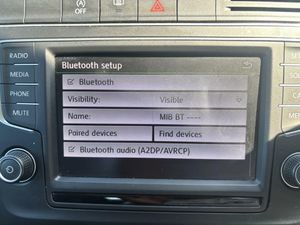 OFF
RADIO
MEDIA
PHONE
MUTE
Bluetooth setup
Bluetooth
Visibility: Visible
Name: MIB BT ----
Paired devices Find devices
Bluetooth audio (A2DP/AVRCP)